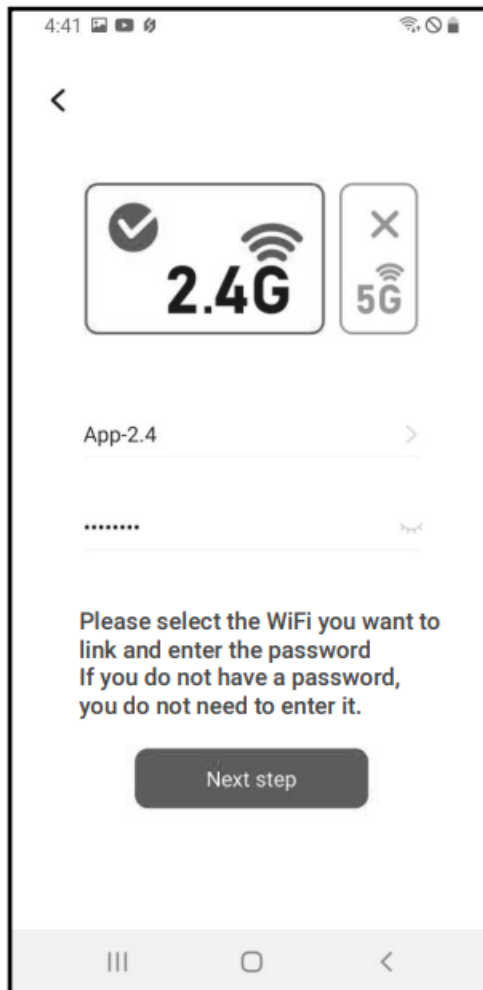 4:41
2.4G
5G
App-2.4
••••••••
Please select the WiFi you want to
link and enter the password
If you do not have a password,
you do not need to enter it.
Next step